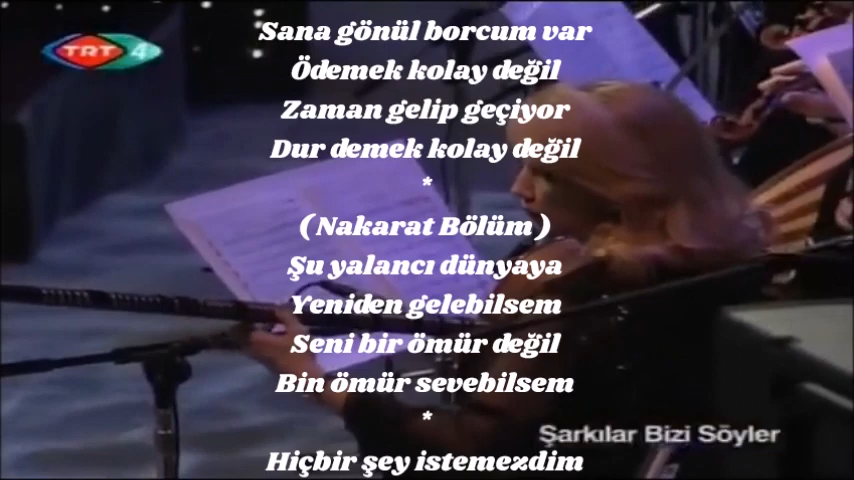 TRT 4
Sana gönül borcum var
Ödemek kolay değil
Zaman gelip geçiyor
Dur demek kolay değil
*
( Nakarat Bölüm )
Şu yalancı dünyaya
Yeniden gelebilsem
Seni bir ömür değil
Bin ömür sevebilsem
*
Şarkılar Bizi Söyler
Hiçbir şey istemezdim